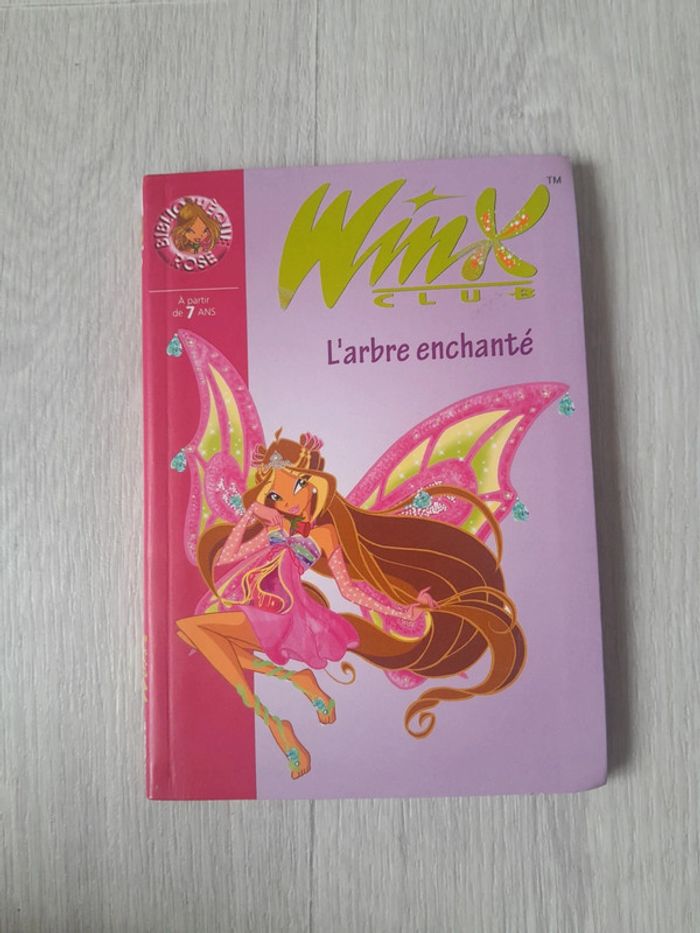 BIBLIOTHÈQUE
ROSE
À partir
de 7 ANS
Winx
TM
CLUB
L'arbre enchanté